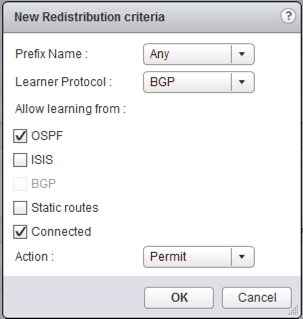 New Redistribution criteria ?
Prefix Name : Any
Learner Protocol : BGP
Allow learning from :
OSPF
ISIS
BGP
Static routes
Connected
Action : Permit
OK Cancel